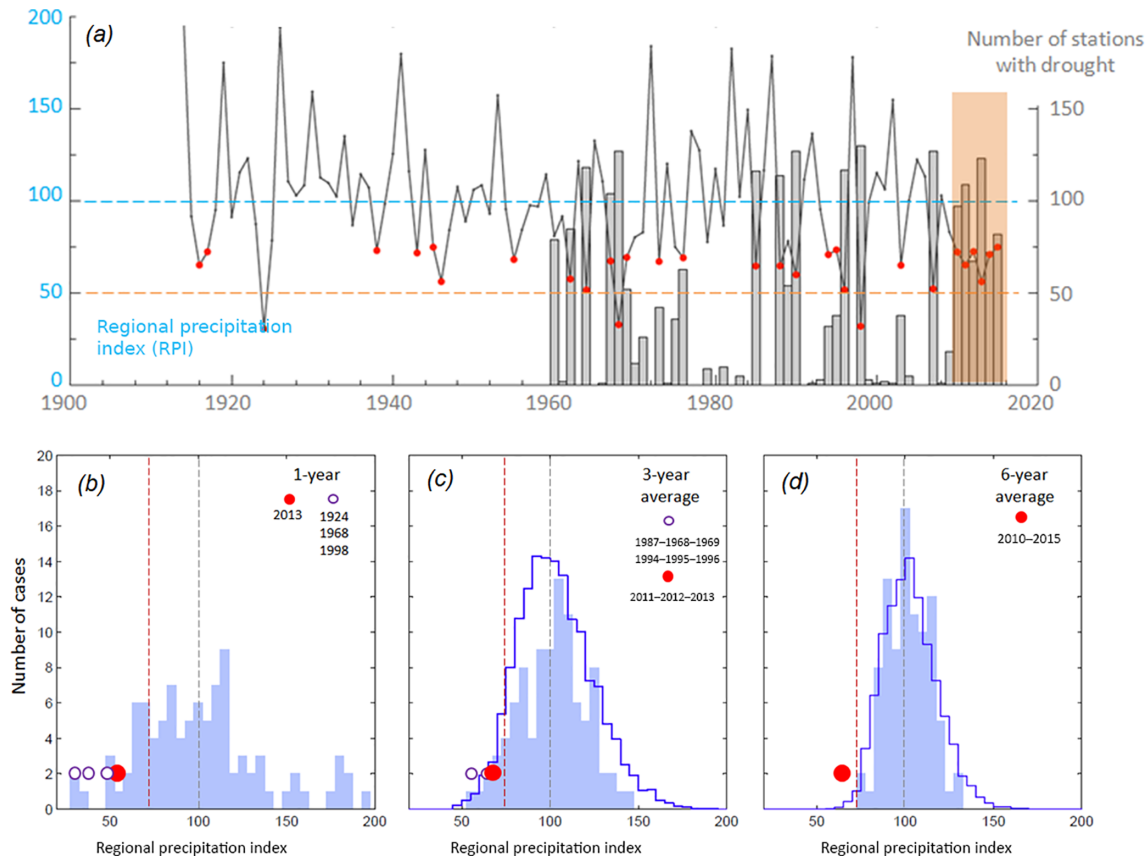 (a)
Number of stations
with drought
200
150
100
50
0
150
100
50
0
Regional precipitation
index (RPI)
1900
1920
1940
1960
1980
2000
2020
Number of cases
20
18
16
14
12
10
8
6
4
2
0
(b)
1-year
2013
1924
1968
1998
50
100
150
200
Regional precipitation index
(c)
3-year
average
1987–1968–1969
1994–1995–1996
2011–2012–2013
50
100
150
200
Regional precipitation index
(d)
6-year
average
2010–2015
50
100
150
200
Regional precipitation index